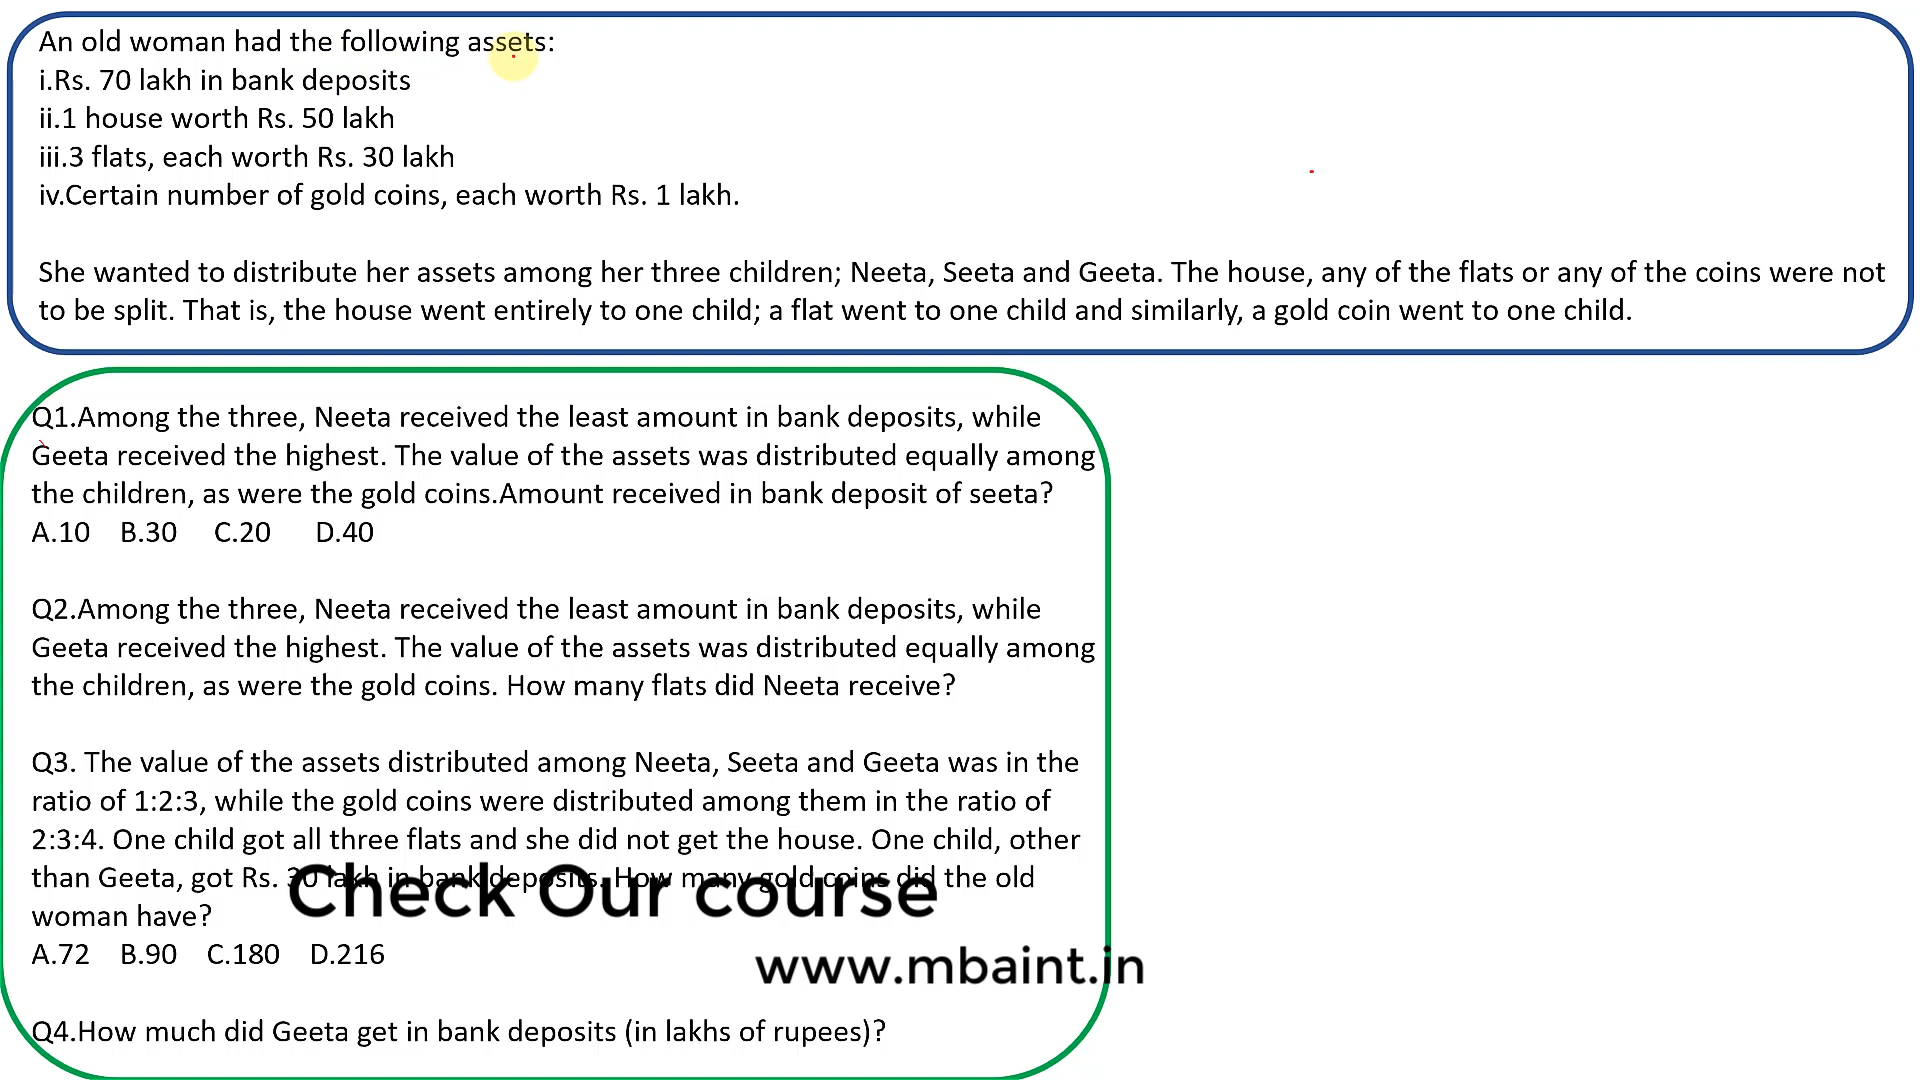 An old woman had the following assets:
i.Rs. 70 lakh in bank deposits
ii.1 house worth Rs. 50 lakh
iii.3 flats, each worth Rs. 30 lakh
iv.Certain number of gold coins, each worth Rs. 1 lakh.
She wanted to distribute her assets among her three children; Neeta, Seeta and Geeta. The house, any of the flats or any of the coins were not
to be split. That is, the house went entirely to one child; a flat went to one child and similarly, a gold coin went to one child.
Q1.Among the three, Neeta received the least amount in bank deposits, while
Geeta received the highest. The value of the assets was distributed equally among
the children, as were the gold coins.Amount received in bank deposit of seeta?
A.10 B.30 C.20 D.40
Q2.Among the three, Neeta received the least amount in bank deposits, while
Geeta received the highest. The value of the assets was distributed equally among
the children, as were the gold coins. How many flats did Neeta receive?
Q3. The value of the assets distributed among Neeta, Seeta and Geeta was in the
ratio of 1:2:3, while the gold coins were distributed among them in the ratio of
2:3:4. One child got all three flats and she did not get the house. One child, other
than Geeta, got Rs. 30 lakh in bank deposits. How many gold coins did the old
woman have?
Check Our course
A.72 B.90 C.180 D.216
www.mbaint.in
Q4.How much did Geeta get in bank deposits (in lakhs of rupees)?